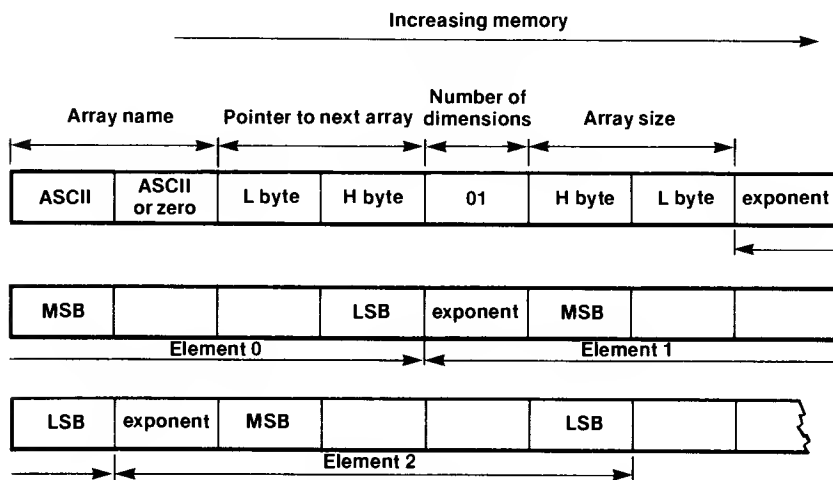 Increasing memory
Array name
Pointer to next array
Number of
dimensions
Array size
ASCII
ASCII
or zero
L byte
H byte
01
H byte
L byte
exponent
MSB
LSB
exponent
MSB
Element 0
Element 1
LSB
exponent
MSB
LSB
Element 2